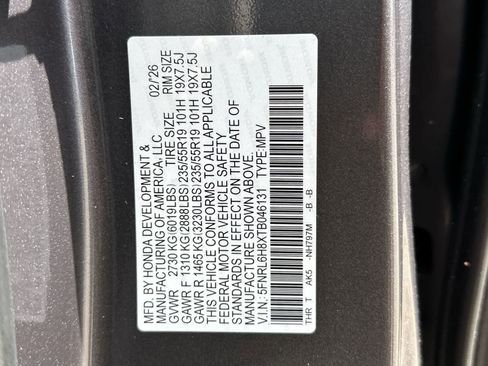 MFD. BY HONDA DEVELOPMENT & 02/26
MANUFACTURING OF AMERICA, LLC.
GVWR 2730 KG(6019LBS) TIRE SIZE RIM SIZE
GAWR F 1310 KG(2888LBS)235/55R19 101H 19X7.5J
GAWR R 1465 KG(3230LBS)235/55R19 101H 19X7.5J
THIS VEHICLE CONFORMS TO ALL APPLICABLE
FEDERAL MOTOR VEHICLE SAFETY
STANDARDS IN EFFECT ON THE DATE OF
MANUFACTURE SHOWN ABOVE.
V.I.N.: 5FNRL6H8XTB046131 TYPE:MPV
THR T AK5 -NH797M -B -B